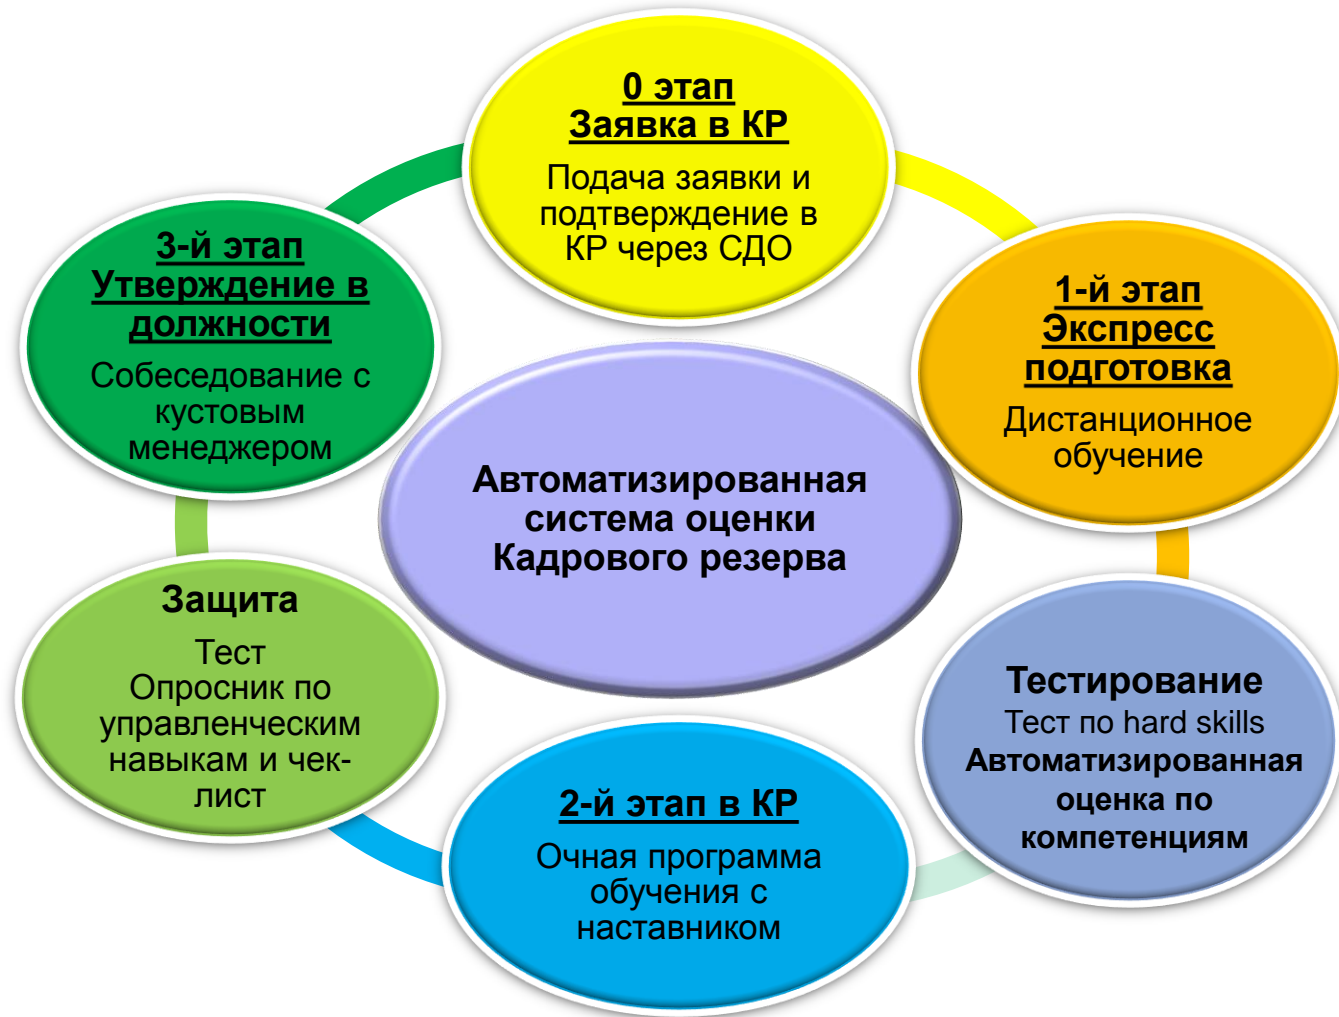 0 этап
Заявка в КР
Подача заявки и
подтверждение в
КР через СДО
1-й этап
Экспресс
подготовка
Дистанционное
обучение
Тестирование
Тест по hard skills
Автоматизированная
оценка по
компетенциям
2-й этап в КР
Очная программа
обучения с
наставником
Защита
Тест
Опросник по
управленческим
навыкам и чек-
лист
3-й этап
Утверждение в
должности
Собеседование с
кустовым
менеджером
Автоматизированная
система оценки
Кадрового резерва